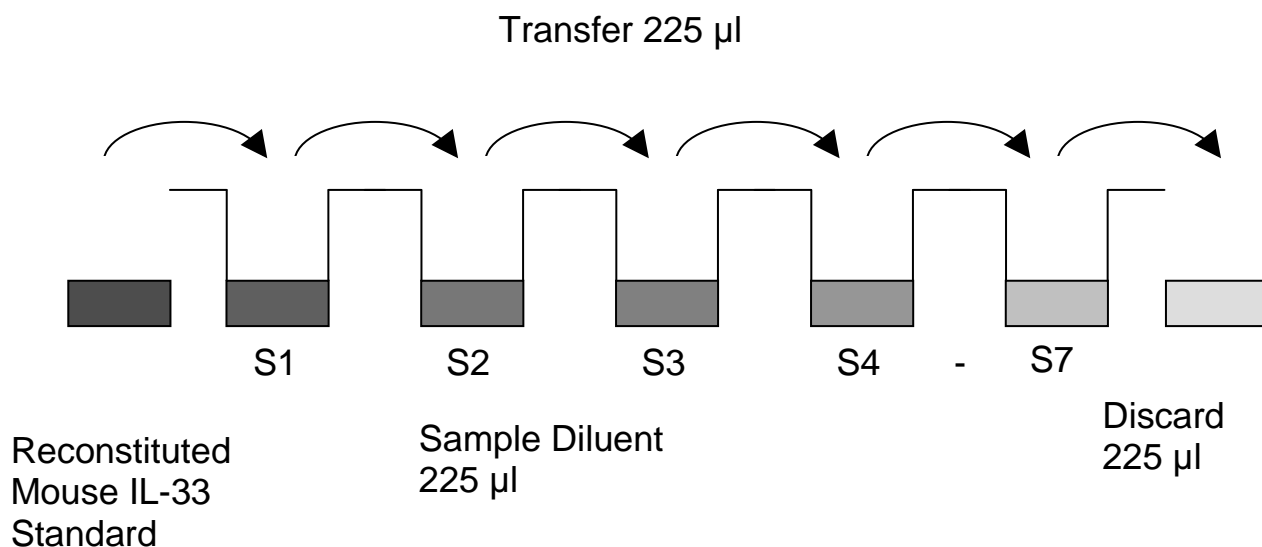 Transfer 225 µl
S1 S2 S3 S4 - S7
Reconstituted
Mouse IL-33
Standard
Sample Diluent
225 µl
Discard
225 µl